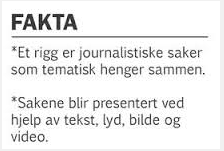 FAKTA
*Et rigg er journalistiske saker
som tematisk henger sammen.
*Sakene blir presentert ved
hjelp av tekst, lyd, bilde og
video.